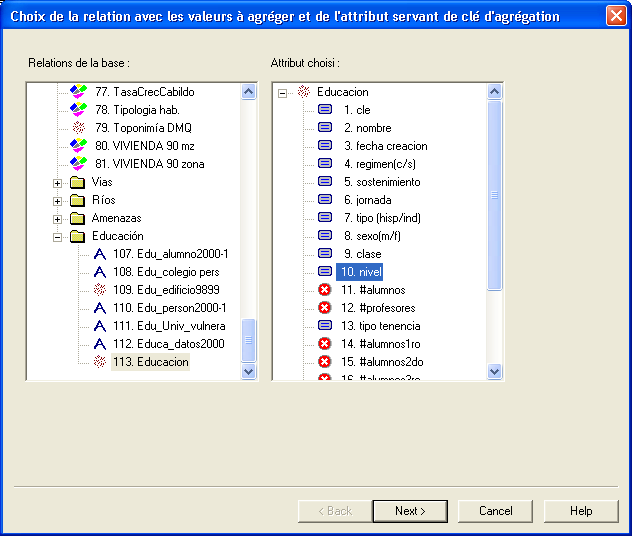 Choix de la relation avec les valeurs à agréger et de l'attribut servant de clé d'agrégation
Relations de la base :
77. TasaCrecCabildo
78. Tipologia hab.
79. Toponimía DMQ
80. VIVIENDA 90 mz
81. VIVIENDA 90 zona
Vias
Ríos
Amenazas
Educación
107. Edu_alumno2000-1
108. Edu_colegio pers
109. Edu_edificio9899
110. Edu_person2000-1
111. Edu_Univ_vulnera
112. Educa_datos2000
113. Educacion
Attribut choisi :
Educacion
1. cle
2. nombre
3. fecha creacion
4. regimen(c/s)
5. sostenimiento
6. jornada
7. tipo (hisp/ind)
8. sexo(m/f)
9. clase
10. nivel
11. #alumnos
12. #profesores
13. tipo tenencia
14. #alumnos1ro
15. #alumnos2do
16. #alumnos3ro
< Back
Next >
Cancel
Help